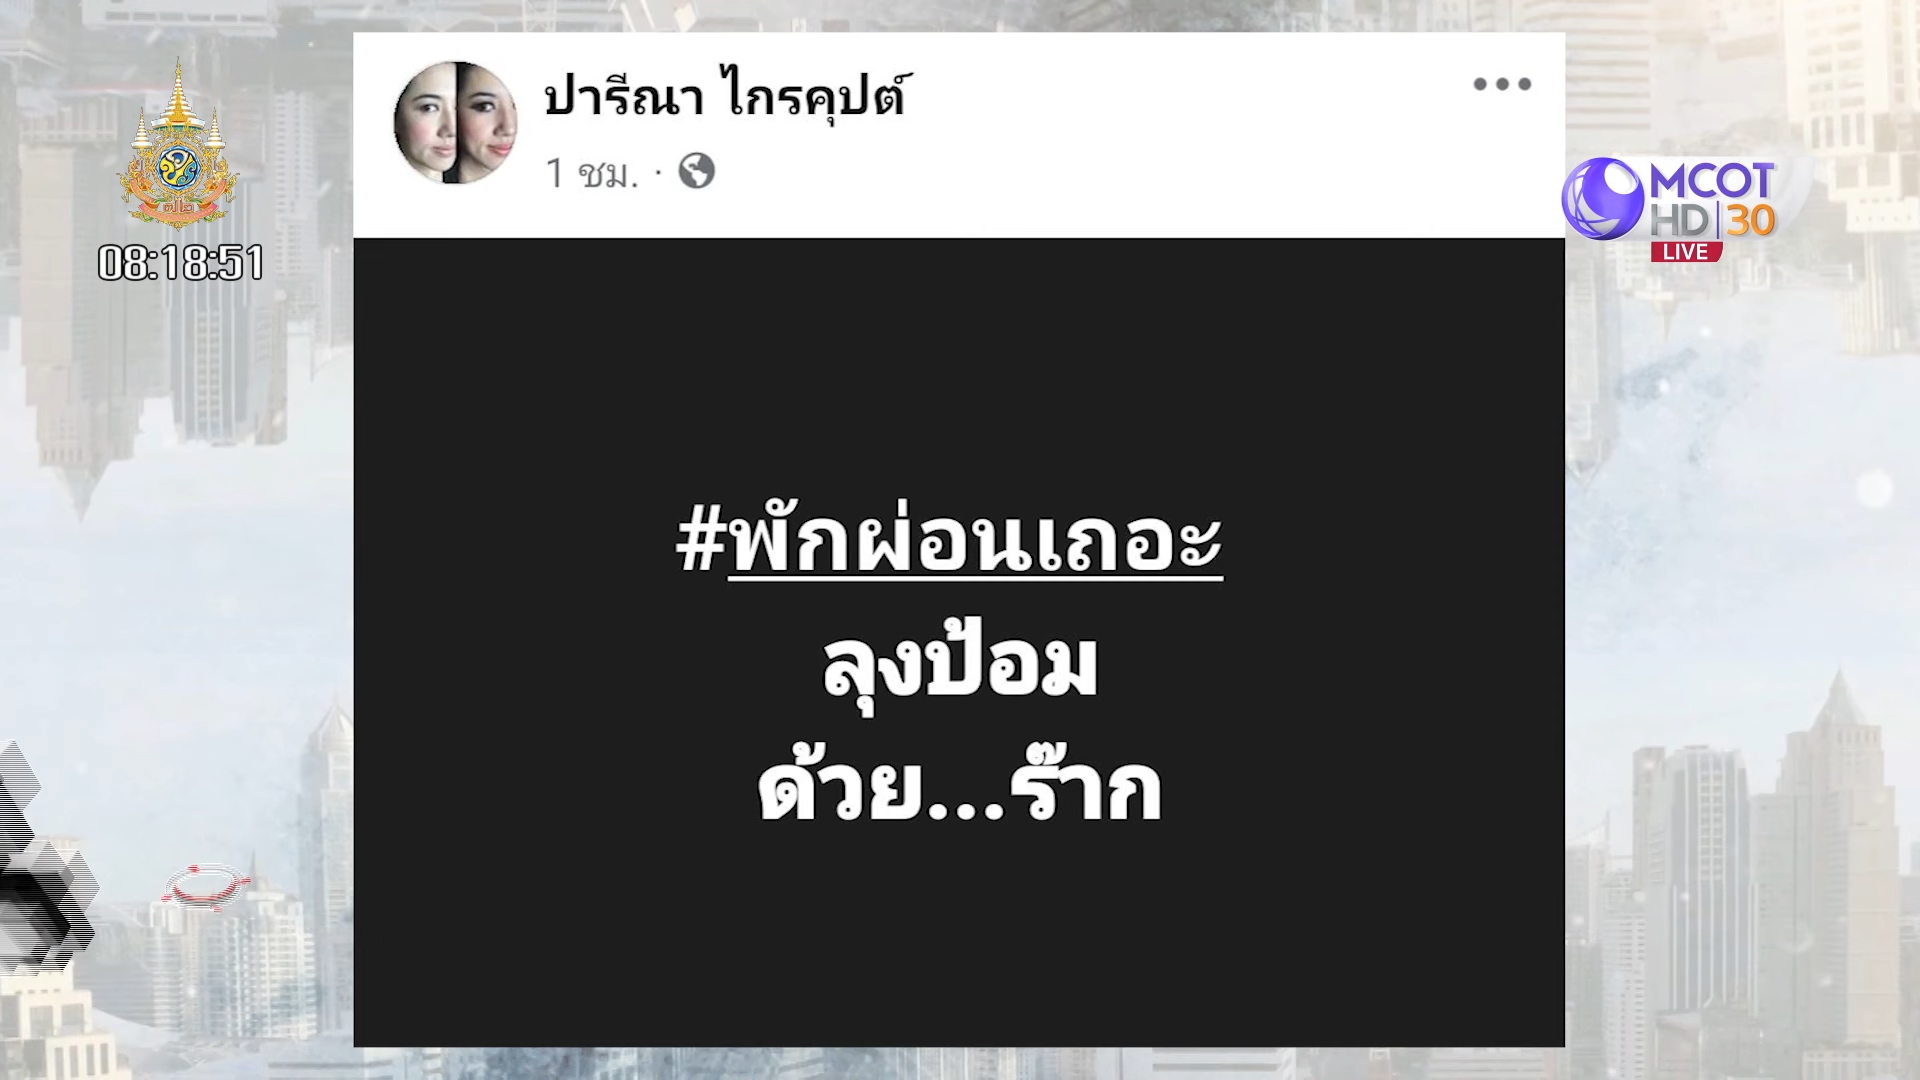 ปารีณา ไกรคุปต์
1 ชม. ·
08:18:51
MCOT
HD|30
LIVE
#พักผ่อนเถอะ
ลุงป้อม
ด้วย...ร๊าก